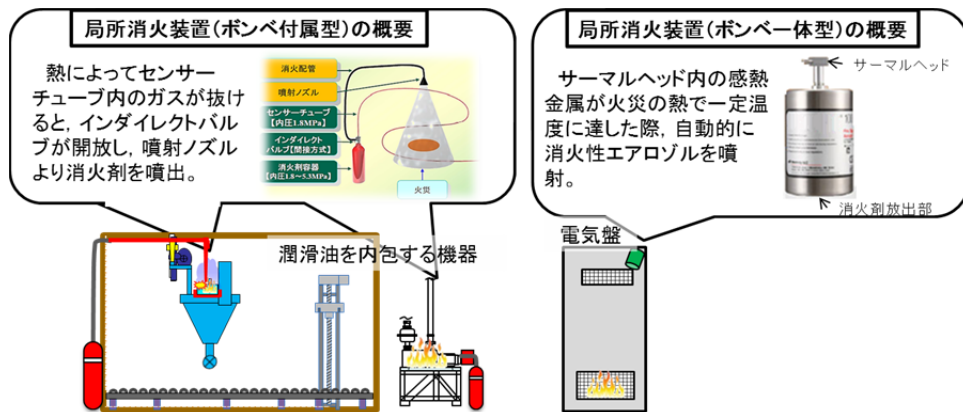 局所消火装置(ボンベ付属型)の概要
熱によってセンサー
チューブ内のガスが抜け
ると，インダイレクトバル
ブが開放し，噴射ノズル
より消火剤を噴出。
消火配管
噴射ノズル
センサーチューブ
【内圧1.8MPa】
インダイレクト
バルブ【間接方式】
消火剤容器
【内圧1.8～5.3MPa】
火災
潤滑油を内包する機器
局所消火装置(ボンベ一体型)の概要
サーマルヘッド内の感熱
金属が火災の熱で一定温
度に達した際，自動的に
消火性エアロゾルを噴
射。
サーマルヘッド
消火剤放出部
電気盤